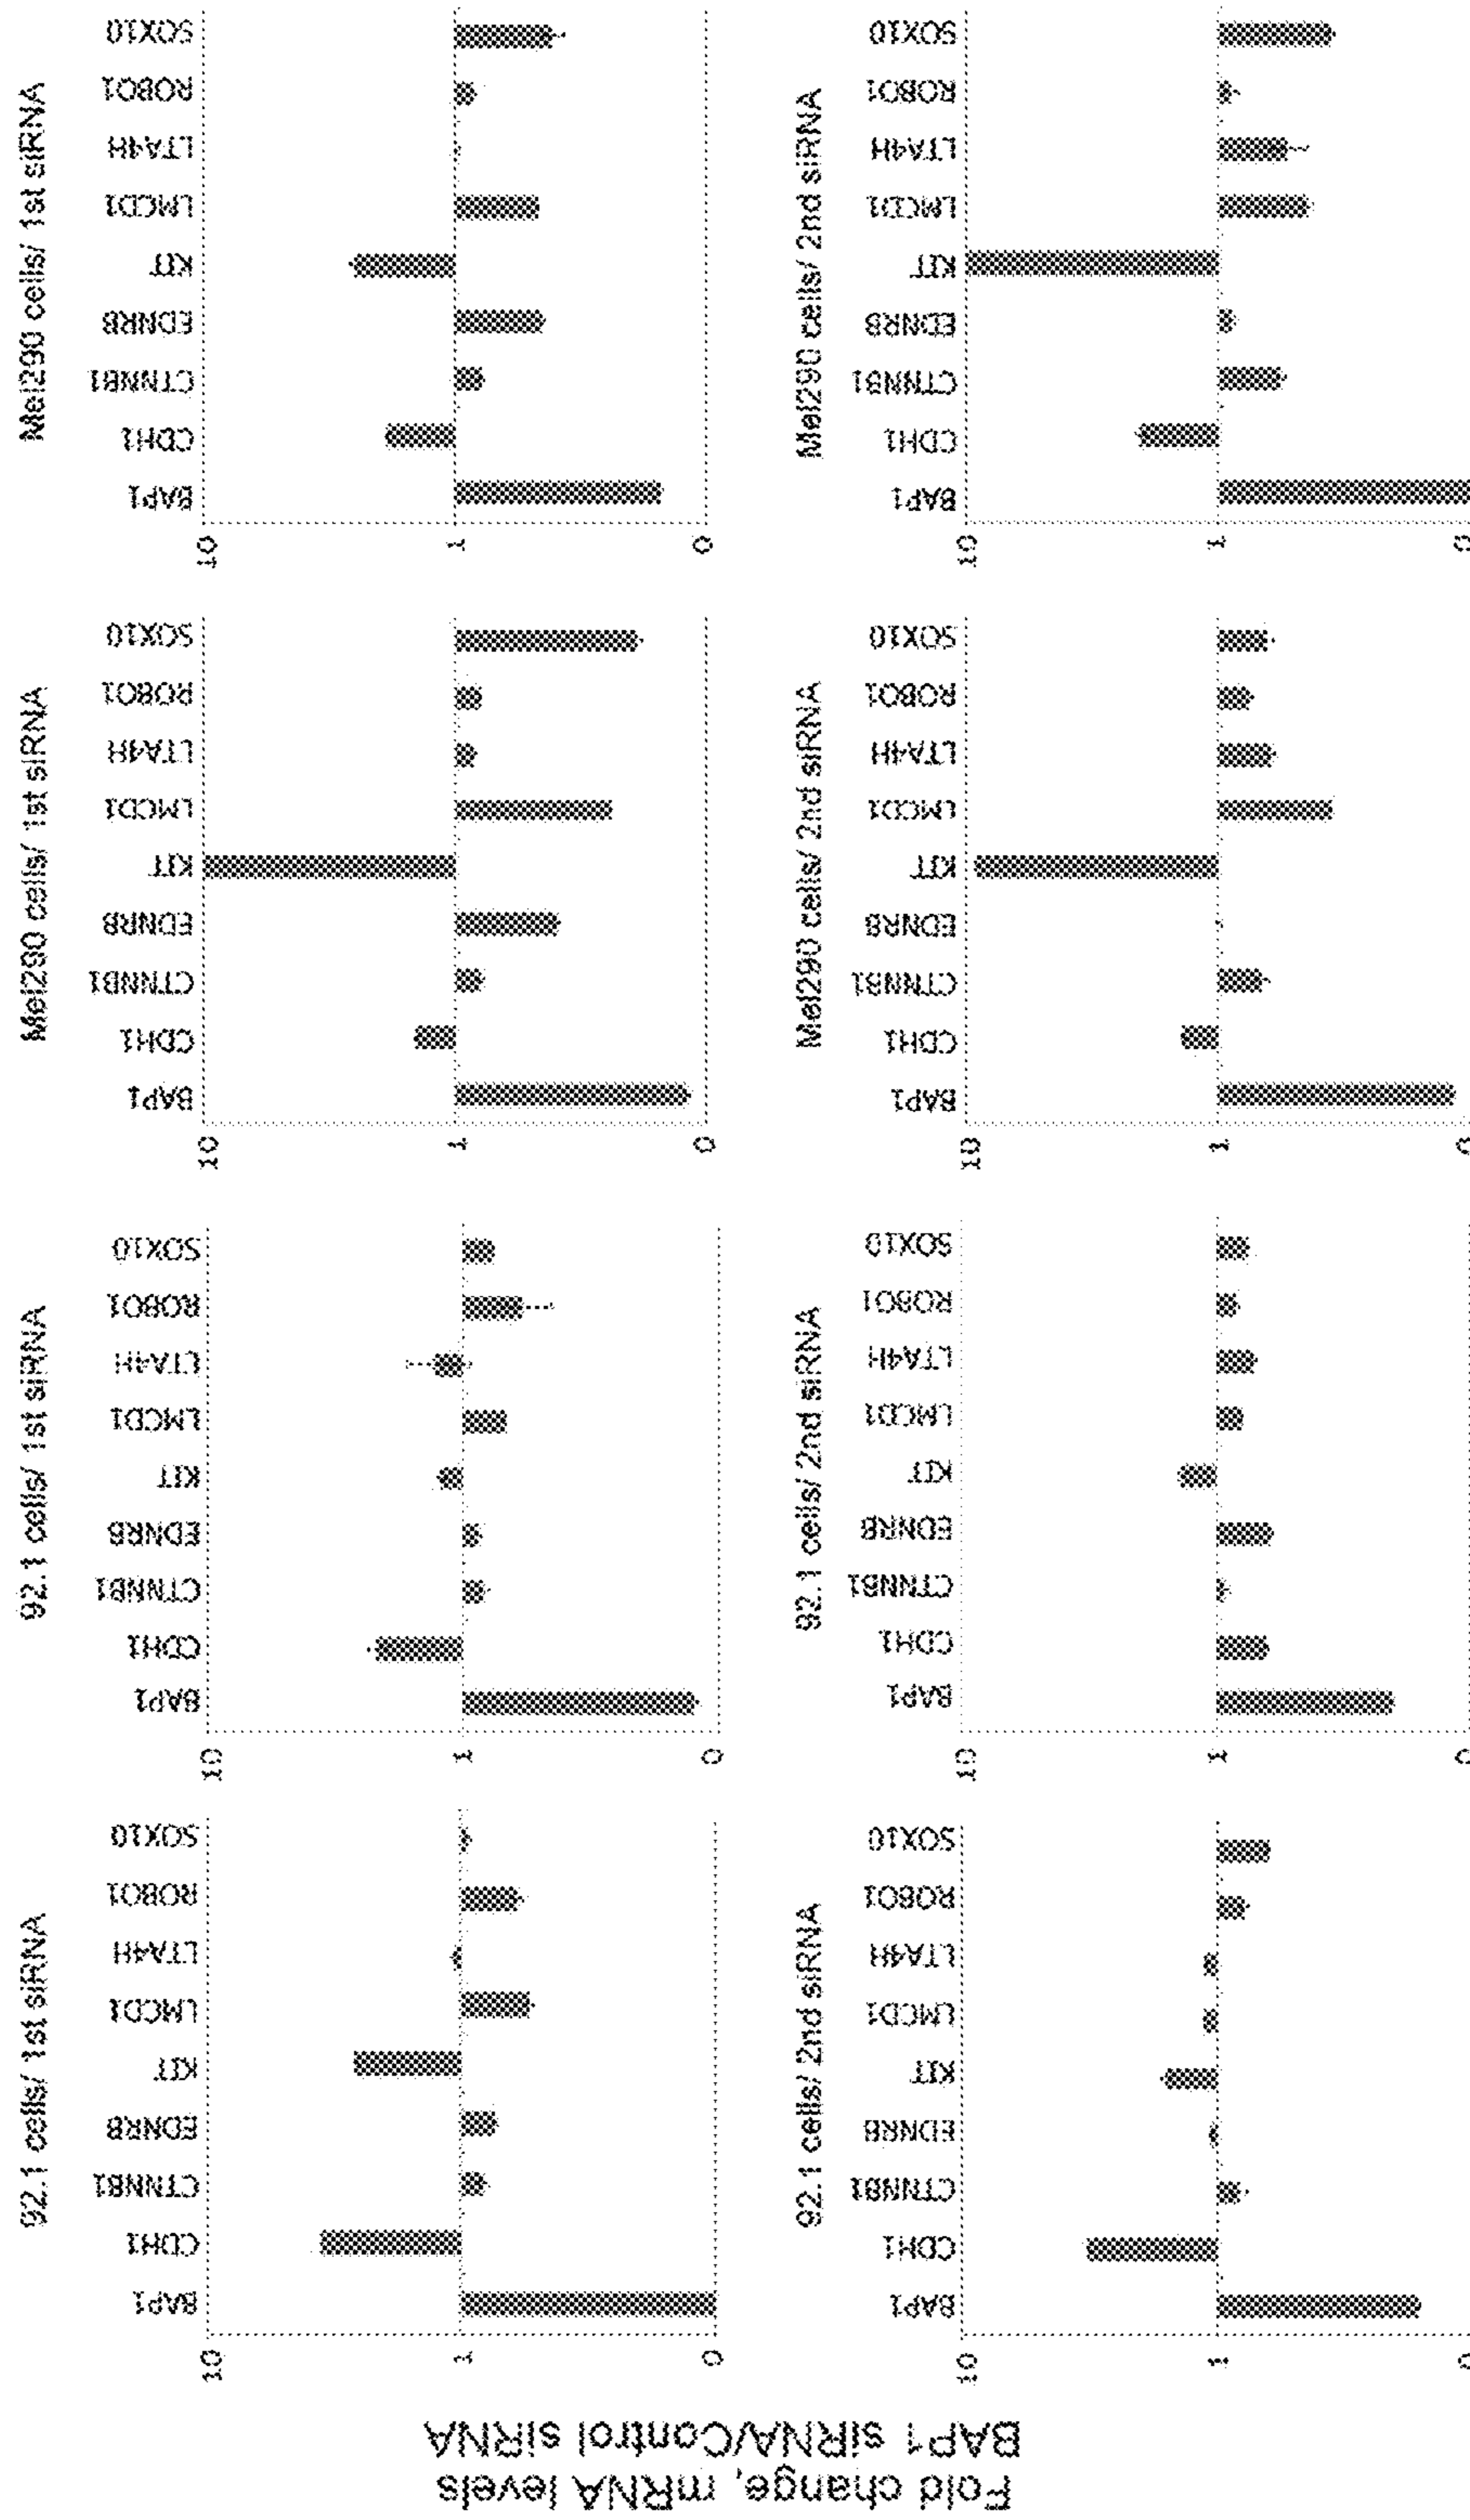 Fold change, mRNA levels
BAP1 siRNA/Control siRNA
92.1 cells/ 1st siRNA
10
1
0
BAP1
CDH1
CTNNB1
EDNRB
KIT
LMCD1
LTA4H
ROBO1
SOX10
92.1 cells/ 1st siRNA
10
1
0
BAP1
CDH1
CTNNB1
EDNRB
KIT
LMCD1
LTA4H
ROBO1
SOX10
Mel290 cells/ 1st siRNA
10
1
0
BAP1
CDH1
CTNNB1
EDNRB
KIT
LMCD1
LTA4H
ROBO1
SOX10
Mel290 cells/ 1st siRNA
10
1
0
BAP1
CDH1
CTNNB1
EDNRB
KIT
LMCD1
LTA4H
ROBO1
SOX10
92.1 cells/ 2nd siRNA
10
1
0
BAP1
CDH1
CTNNB1
EDNRB
KIT
LMCD1
LTA4H
ROBO1
SOX10
92.1 cells/ 2nd siRNA
10
1
0
BAP1
CDH1
CTNNB1
EDNRB
KIT
LMCD1
LTA4H
ROBO1
SOX10
Mel290 cells/ 2nd siRNA
10
1
0
BAP1
CDH1
CTNNB1
EDNRB
KIT
LMCD1
LTA4H
ROBO1
SOX10
Mel290 cells/ 2nd siRNA
10
1
0
BAP1
CDH1
CTNNB1
EDNRB
KIT
LMCD1
LTA4H
ROBO1
SOX10